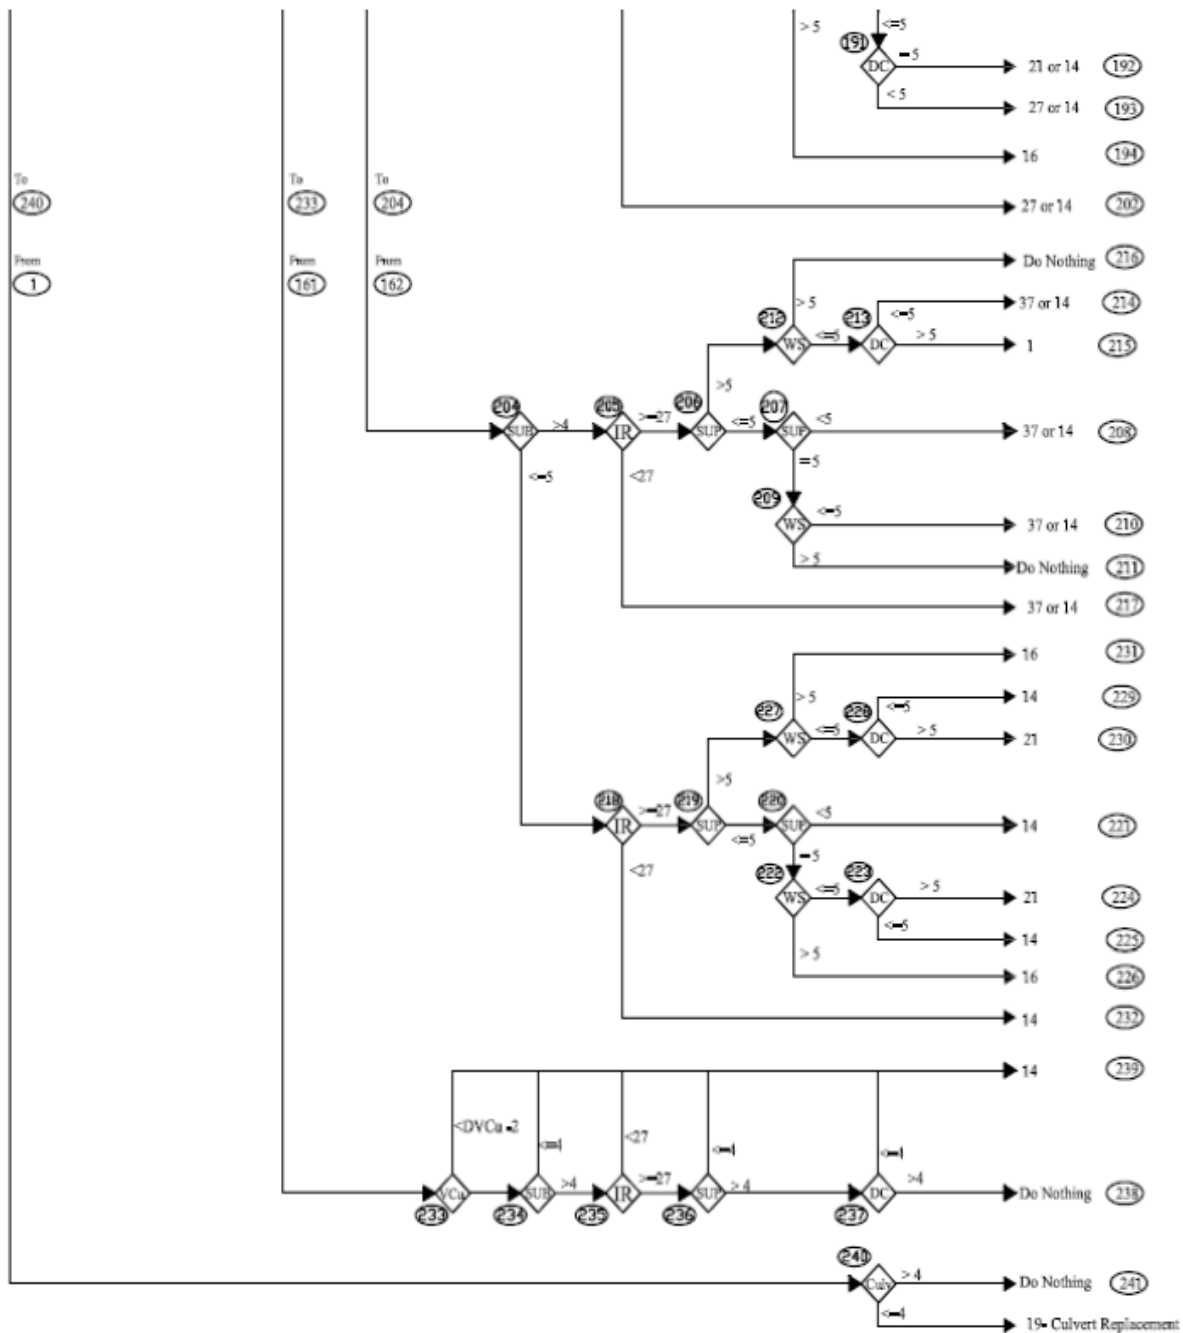 > 5
<=5
191
DC
=5
21 or 14
192
< 5
27 or 14
193
16
194
To
240
To
233
To
204
27 or 14
202
From
1
From
161
From
162
Do Nothing
216
> 5
37 or 14
214
<=5
212
WS
<=5
213
DC
> 5
1
215
>5
204
SUB
>4
205
IR
>=27
206
SUP
<=5
207
SUP
<5
37 or 14
208
<=5
<27
=5
209
WS
<=5
37 or 14
210
> 5
Do Nothing
211
37 or 14
217
16
231
> 5
14
229
<=5
227
WS
<=5
228
DC
> 5
21
230
>5
218
IR
>=27
219
SUP
<=5
220
SUP
<5
14
221
<27
=5
222
WS
<=5
223
DC
> 5
21
224
<=5
14
225
> 5
16
226
14
232
14
239
<DVCu -2
<=4
<27
<=4
<=4
VCu
SUB
>4
IR
>=27
SUP
> 4
DC
>4
Do Nothing
238
233
234
235
236
237
240
Culv
> 4
Do Nothing
241
<=4
19- Culvert Replacement